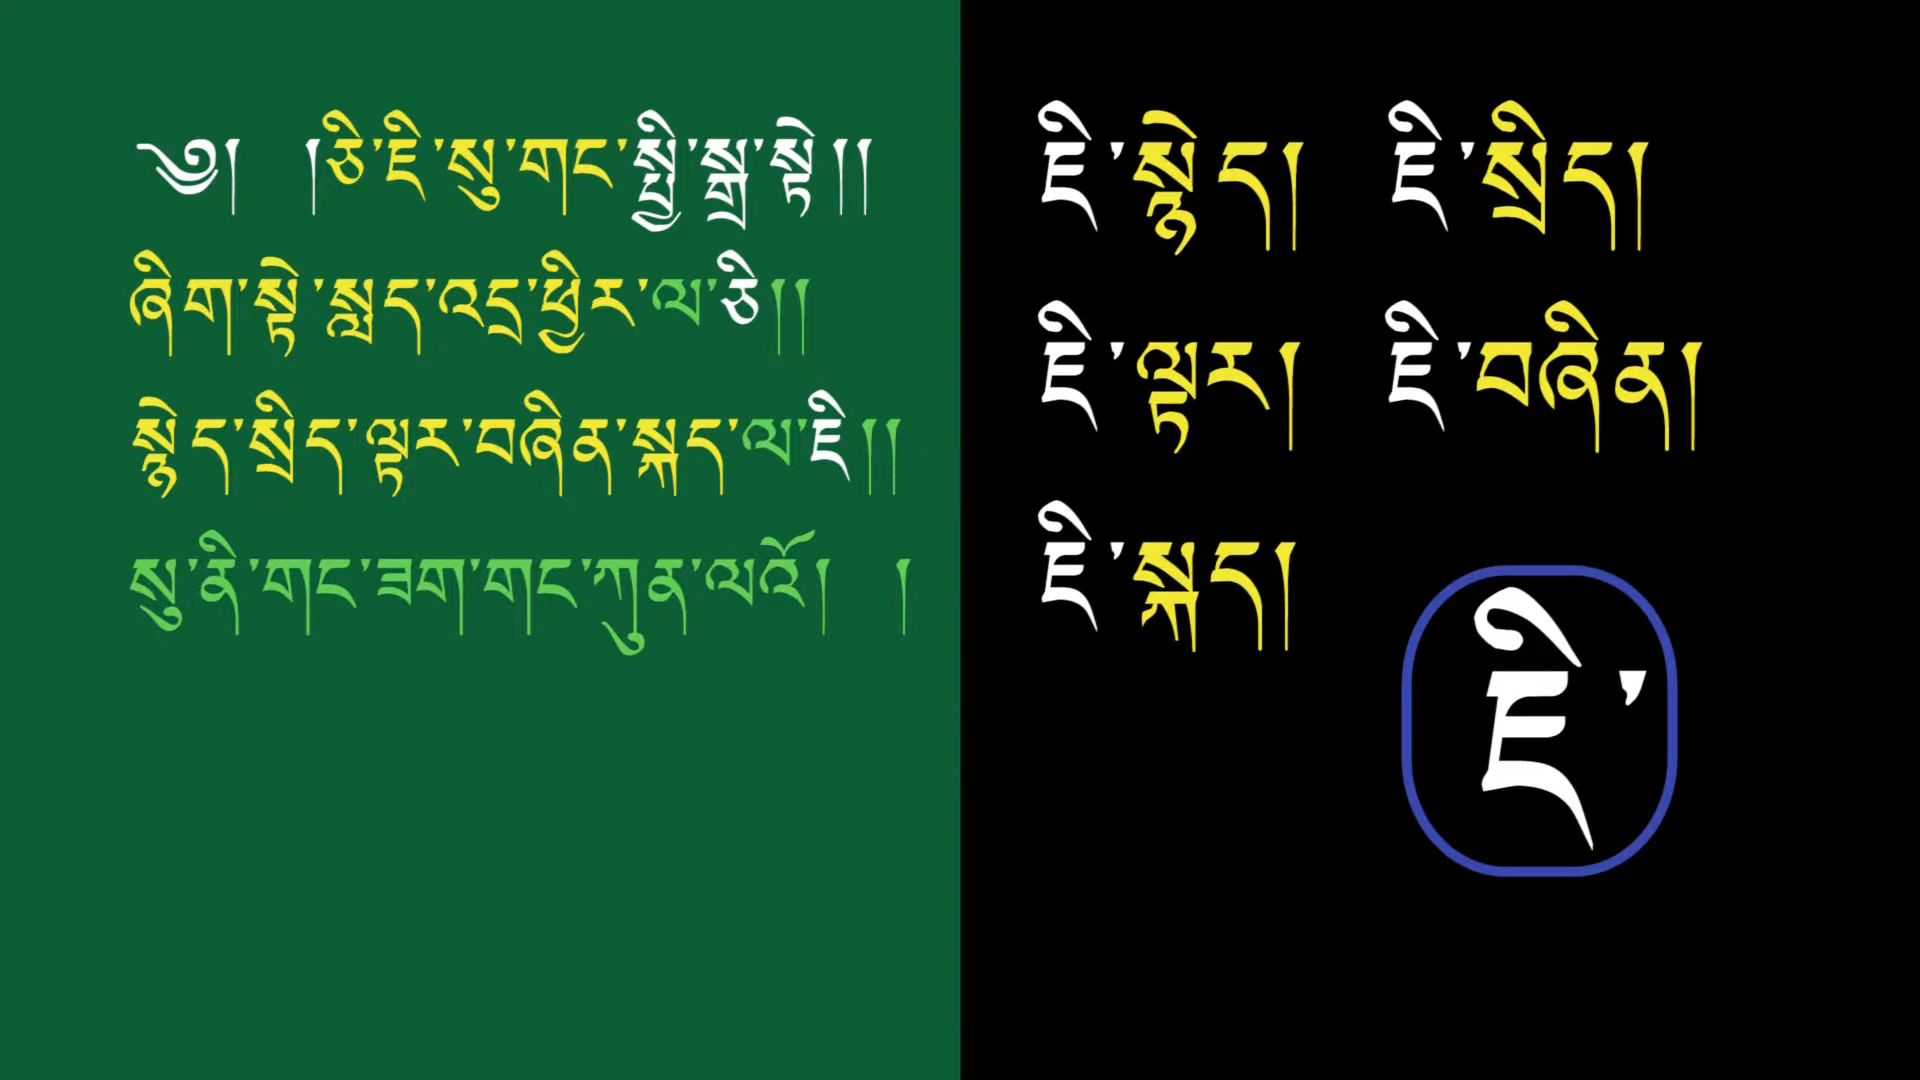 ༄། །ཅི་ཇི་སུ་གང་སྤྱི་སྒྲ་སྟེ།།
ཞིག་སྟེ་སླད་འདྲ་ཕྱིར་ལ་ཅི།།
སྙེད་སྲིད་ལྟར་བཞིན་སྐད་ལ་ཇི།།
སུ་ནི་གང་ཟག་གང་ཀུན་ལའོ། །
ཇི་སྙེད། ཇི་སྲིད།
ཇི་ལྟར། ཇི་བཞིན།
ཇི་སྐད།
ཇི་